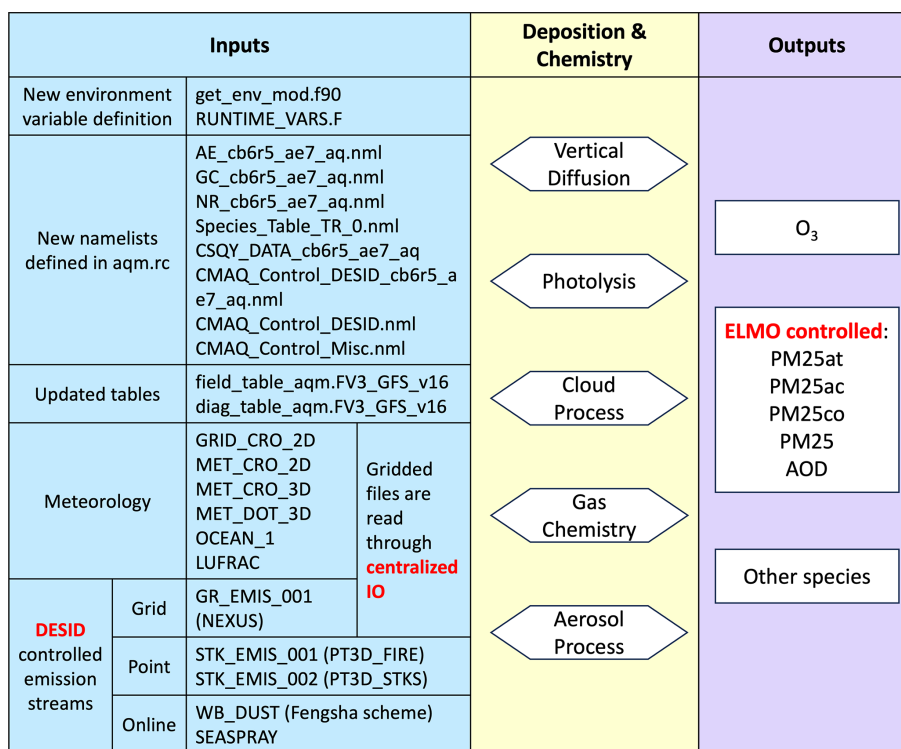 Inputs
Deposition &
Chemistry
Outputs
New environment
variable definition
get_env_mod.f90
RUNTIME_VARS.F
New namelists
defined in aqm.rc
AE_cb6r5_ae7_aq.nml
GC_cb6r5_ae7_aq.nml
NR_cb6r5_ae7_aq.nml
Species_Table_TR_0.nml
CSQY_DATA_cb6r5_ae7_aq
CMAQ_Control_DESID_cb6r5_a
e7_aq.nml
CMAQ_Control_DESID.nml
CMAQ_Control_Misc.nml
Updated tables
field_table_aqm.FV3_GFS_v16
diag_table_aqm.FV3_GFS_v16
Meteorology
GRID_CRO_2D
MET_CRO_2D
MET_CRO_3D
MET_DOT_3D
OCEAN_1
LUFRAC
Gridded
files are
read
through
centralized
IO
DESID
controlled
emission
streams
Grid
GR_EMIS_001
(NEXUS)
Point
STK_EMIS_001 (PT3D_FIRE)
STK_EMIS_002 (PT3D_STKS)
Online
WB_DUST (Fengsha scheme)
SEASPRAY
Vertical
Diffusion
Photolysis
Cloud
Process
Gas
Chemistry
Aerosol
Process
O₃
ELMO controlled:
PM25at
PM25ac
PM25co
PM25
AOD
Other species